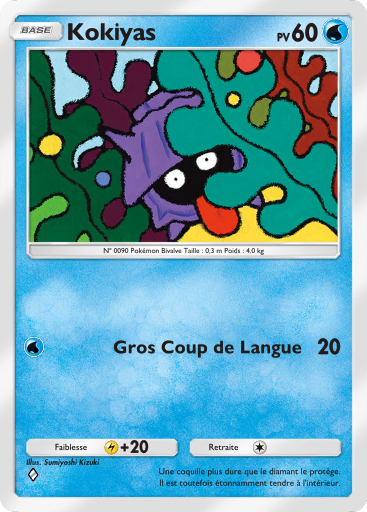 BASE Kokiyas PV 60
N° 0090 Pokémon Bivalve Taille : 0,3 m Poids : 4,0 kg
Gros Coup de Langue 20
Faiblesse +20 Retraite
Illus. Sumiyoshi Kizuki
Une coquille plus dure que le diamant le protège.
Il est toutefois étonnamment tendre à l'intérieur.